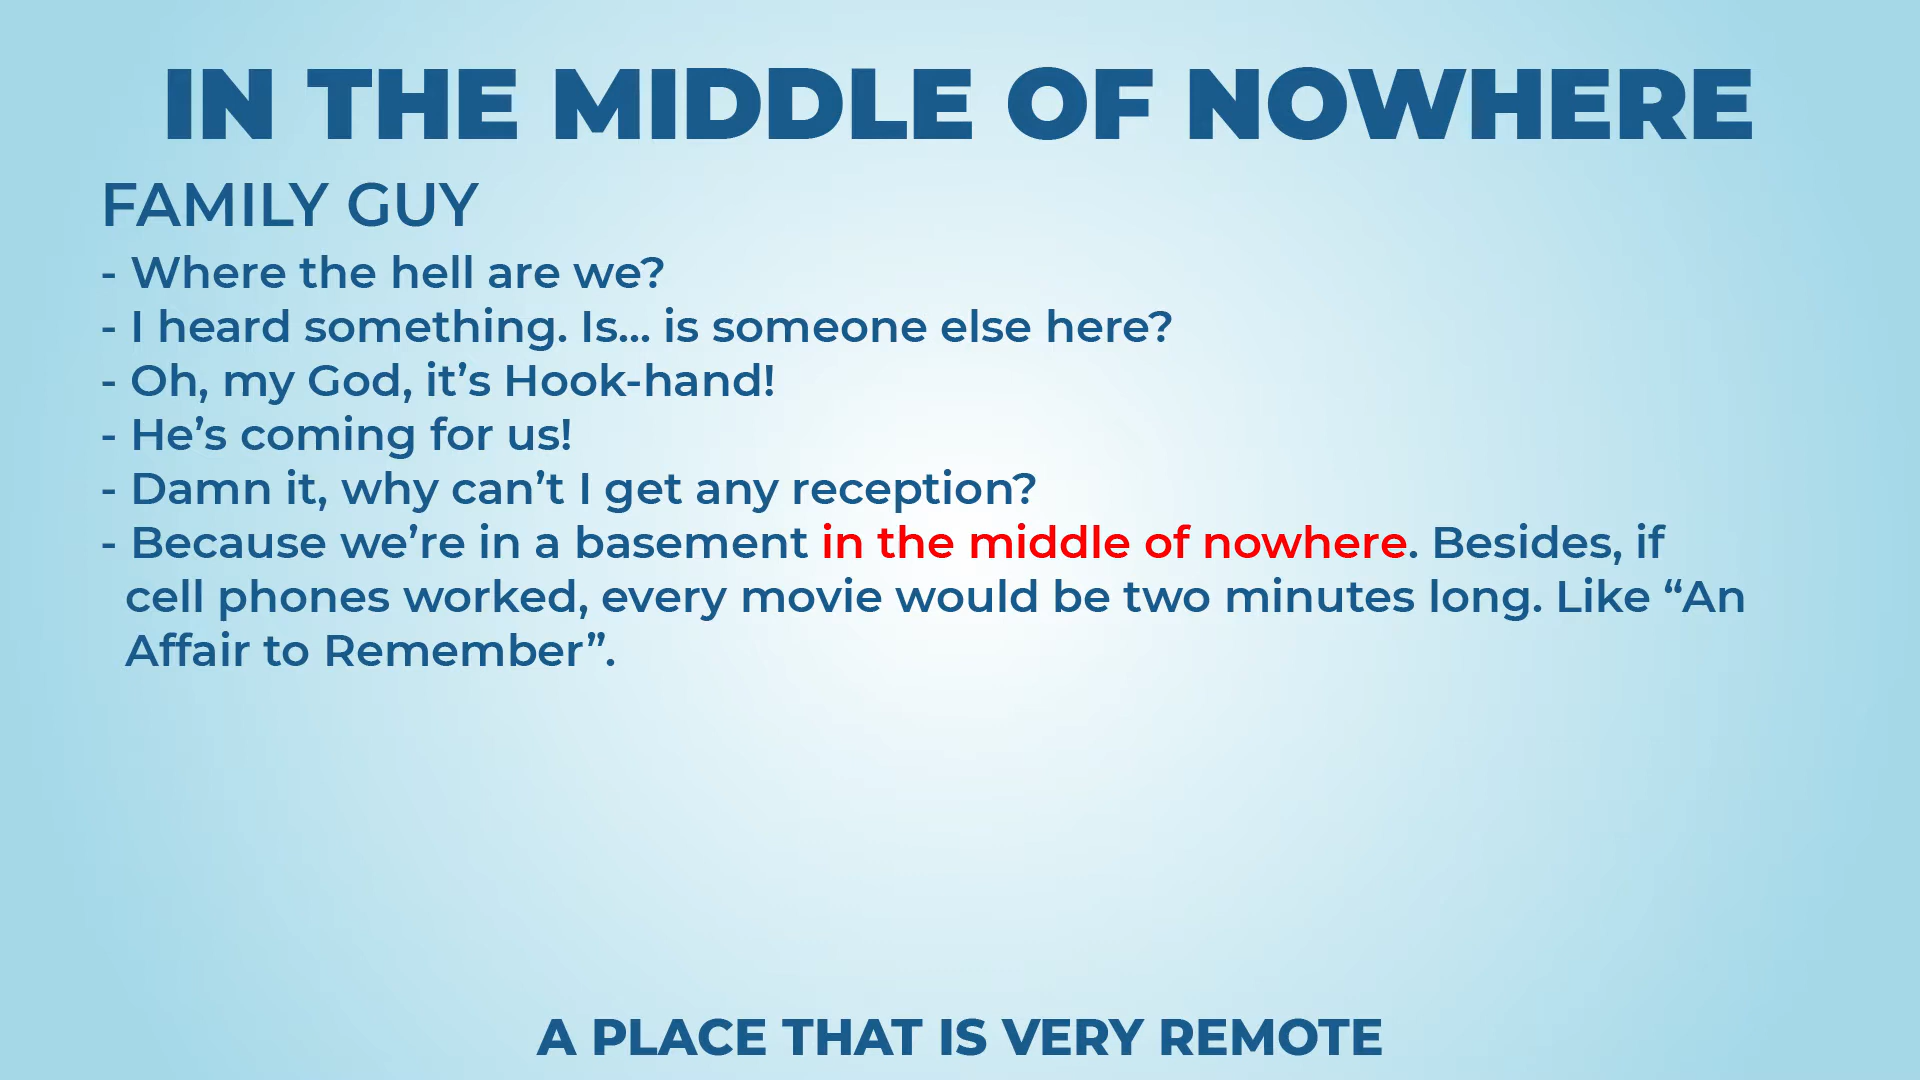 IN THE MIDDLE OF NOWHERE
FAMILY GUY
- Where the hell are we?
- I heard something. Is... is someone else here?
- Oh, my God, it’s Hook-hand!
- He’s coming for us!
- Damn it, why can’t I get any reception?
- Because we’re in a basement in the middle of nowhere. Besides, if
cell phones worked, every movie would be two minutes long. Like “An
Affair to Remember”.
A PLACE THAT IS VERY REMOTE